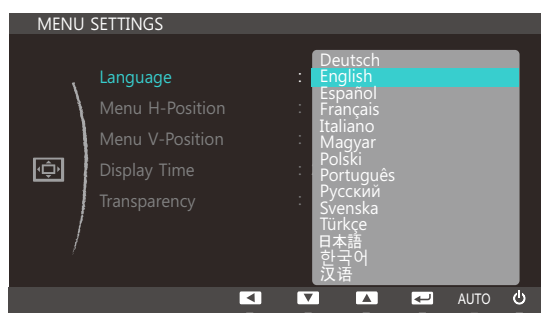 MENU SETTINGS
Language :
Menu H-Position :
Menu V-Position :
Display Time :
Transparency :
Deutsch
English
Español
Français
Italiano
Magyar
Polski
Português
Русский
Svenska
Türkçe
日本語
한국어
汉语
AUTO